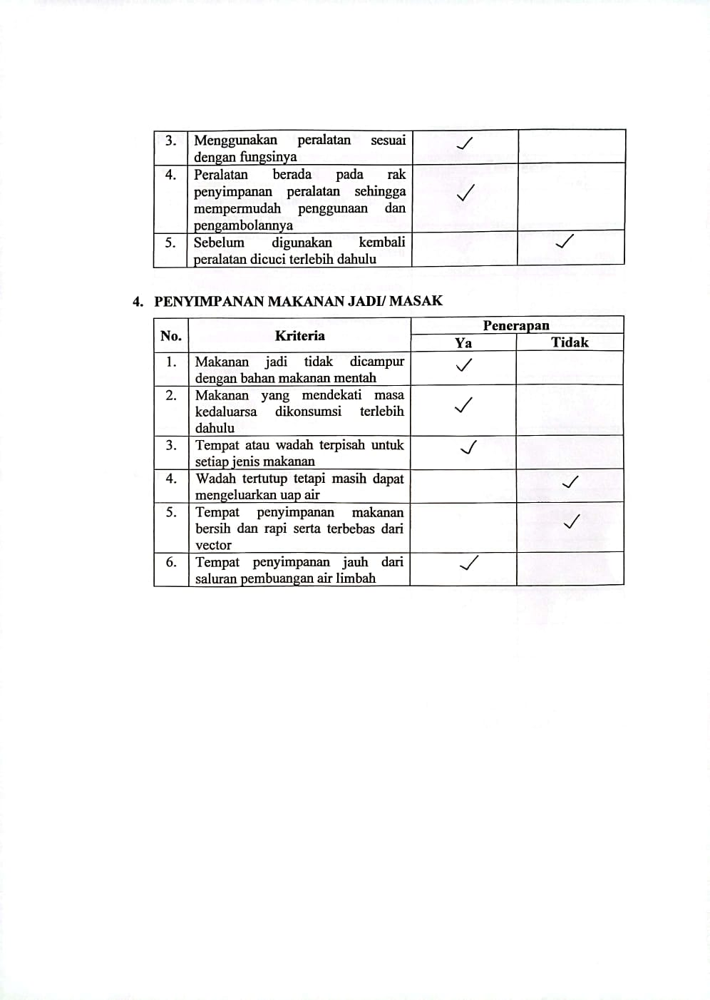 3. Menggunakan peralatan sesuai
dengan fungsinya ✓
4. Peralatan berada pada rak
penyimpanan peralatan sehingga ✓
mempermudah penggunaan dan
pengambolannya
5. Sebelum digunakan kembali ✓
peralatan dicuci terlebih dahulu
4. PENYIMPANAN MAKANAN JADI/ MASAK
No. Kriteria Penerapan
Ya Tidak
1. Makanan jadi tidak dicampur ✓
dengan bahan makanan mentah
2. Makanan yang mendekati masa
kedaluarsa dikonsumsi terlebih ✓
dahulu
3. Tempat atau wadah terpisah untuk ✓
setiap jenis makanan
4. Wadah tertutup tetapi masih dapat ✓
mengeluarkan uap air
5. Tempat penyimpanan makanan ✓
bersih dan rapi serta terbebas dari
vector
6. Tempat penyimpanan jauh dari ✓
saluran pembuangan air limbah